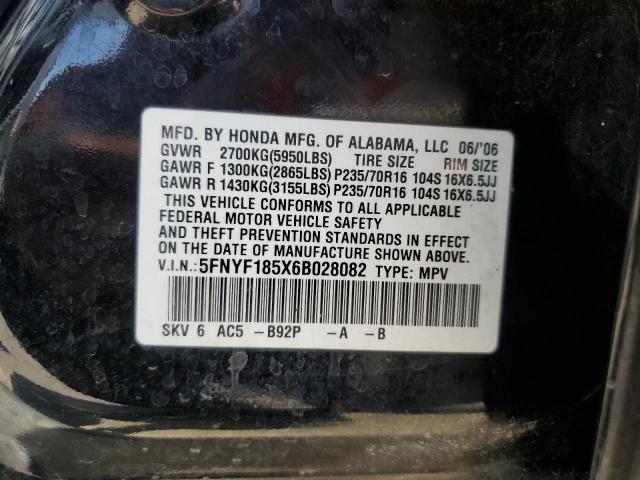 MFD. BY HONDA MFG. OF ALABAMA, LLC 06/'06
GVWR 2700KG(5950LBS) TIRE SIZE RIM SIZE
GAWR F 1300KG(2865LBS) P235/70R16 104S 16X6.5JJ
GAWR R 1430KG(3155LBS) P235/70R16 104S 16X6.5JJ
THIS VEHICLE CONFORMS TO ALL APPLICABLE
FEDERAL MOTOR VEHICLE SAFETY
AND THEFT PREVENTION STANDARDS IN EFFECT
ON THE DATE OF MANUFACTURE SHOWN ABOVE.
V.I.N.:5FNYF185X6B028082 TYPE: MPV
SKV 6 AC5 -B92P -A -B